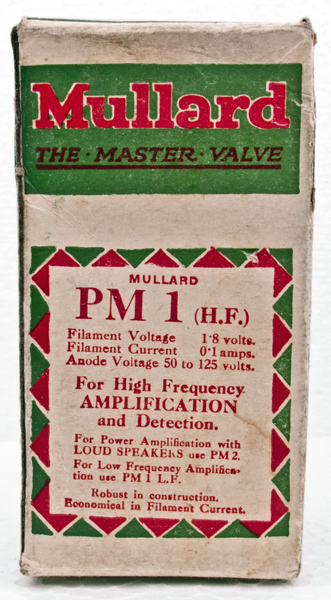 Mullard
THE · MASTER · VALVE
MULLARD
PM 1 (H.F.)
Filament Voltage 1·8 volts.
Filament Current 0·1 amps.
Anode Voltage 50 to 125 volts.
For High Frequency
AMPLIFICATION
and Detection.
For Power Amplification with
LOUD SPEAKERS use PM 2.
For Low Frequency Amplifica-
tion use PM 1 L.F.
Robust in construction.
Economical in Filament Current.